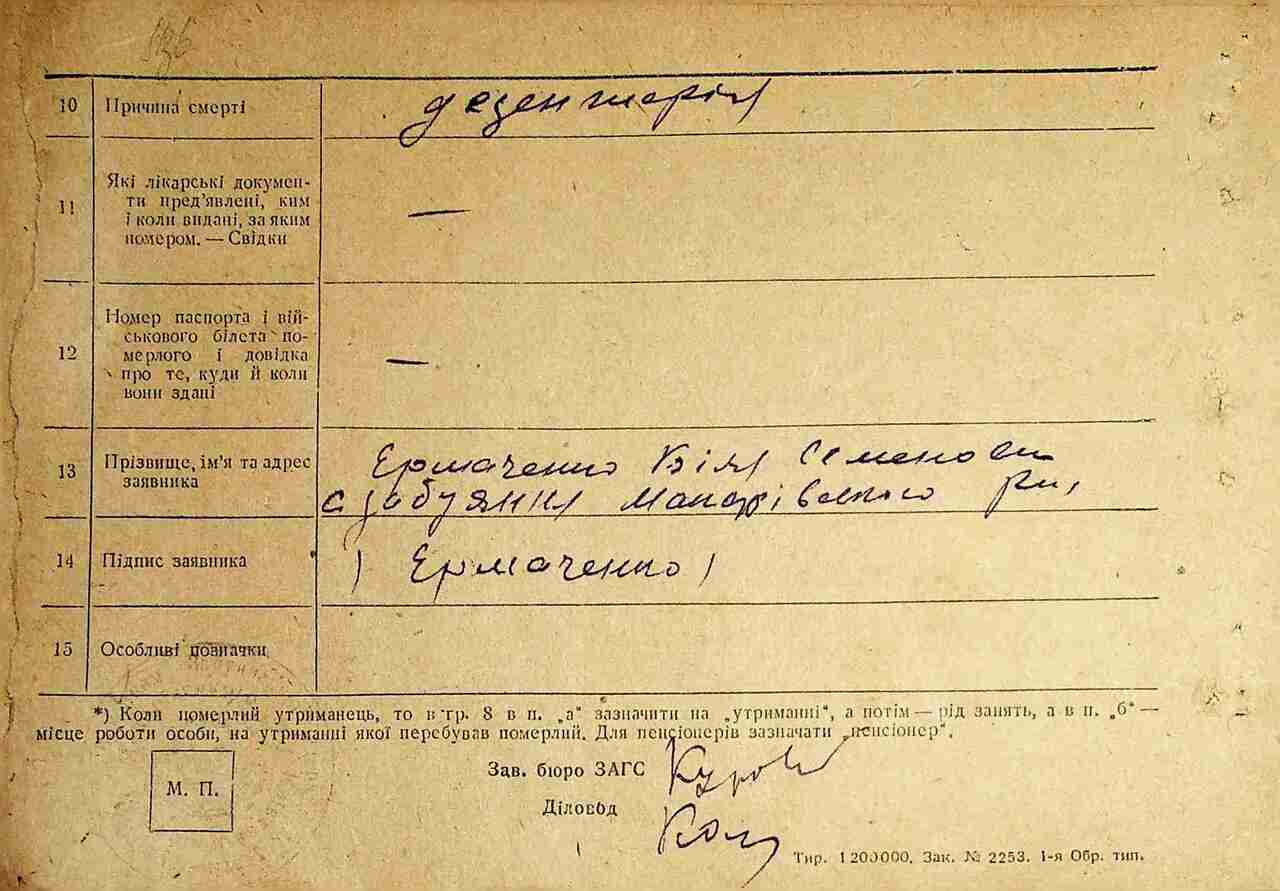 10 Причина смерті дезентерія
11 Які лікарські докумен-
ти пред'явлені, ким
і коли видані, за яким
номером. — Свідки —
12 Номер паспорта і вій-
ськового білета по-
мерлого і довідка
про те, куди й коли
вони здані —
13 Прізвище, ім'я та адрес
заявника
Ермаченко Семенов
с Забуяння Макарівського р-н,
14 Підпис заявника (Ермаченко)
15 Особливі позначки
*) Коли померлий утриманець, то в гр. 8 в п. „а“ зазначити на „утриманні“, а потім — рід занять, а в п. „б“ —
місце роботи особи, на утриманні якої перебував померлий. Для пенсіонерів зазначати „пенсіонер“.
М. П.
Зав. бюро ЗАГС
Діловод
Тир. 1200000. Зак. № 2253. 1-я Обр. тип.